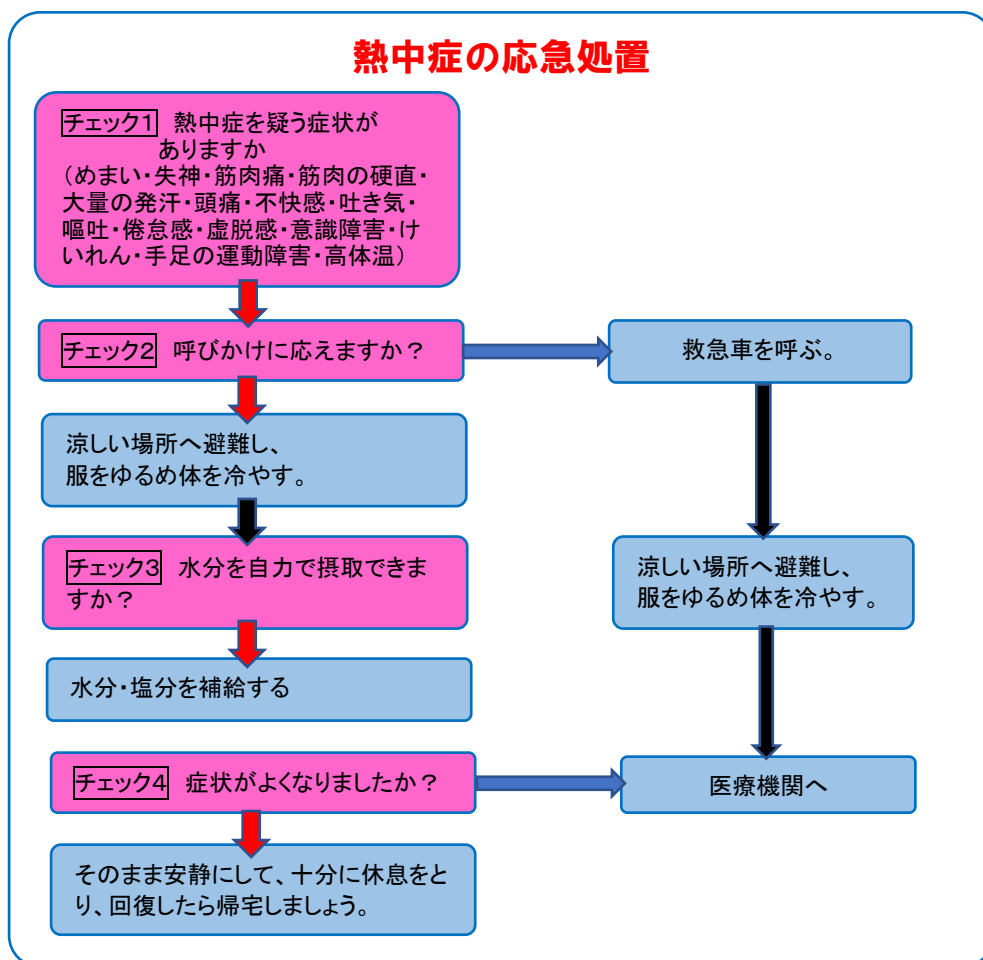 熱中症の応急処置
チェック1 熱中症を疑う症状が
ありますか
（めまい・失神・筋肉痛・筋肉の硬直・
大量の発汗・頭痛・不快感・吐き気・
嘔吐・倦怠感・虚脱感・意識障害・け
いれん・手足の運動障害・高体温）
チェック2 呼びかけに応えますか？
救急車を呼ぶ。
涼しい場所へ避難し、
服をゆるめ体を冷やす。
チェック3 水分を自力で摂取できま
すか？
涼しい場所へ避難し、
服をゆるめ体を冷やす。
水分・塩分を補給する
チェック4 症状がよくなりましたか？
医療機関へ
そのまま安静にして、十分に休息をと
り、回復したら帰宅しましょう。